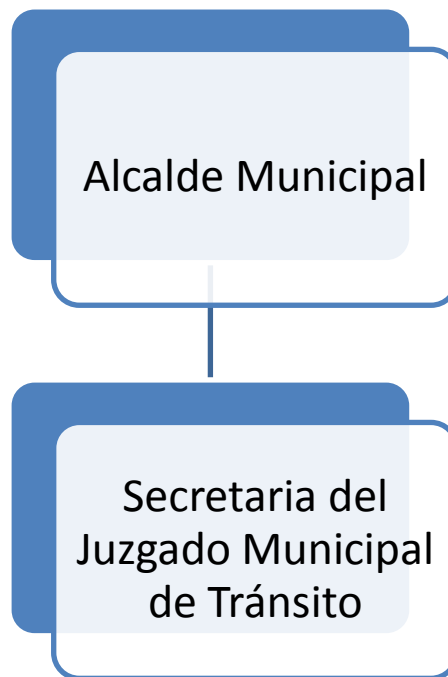 Alcalde Municipal
Secretaria del
Juzgado Municipal
de Tránsito